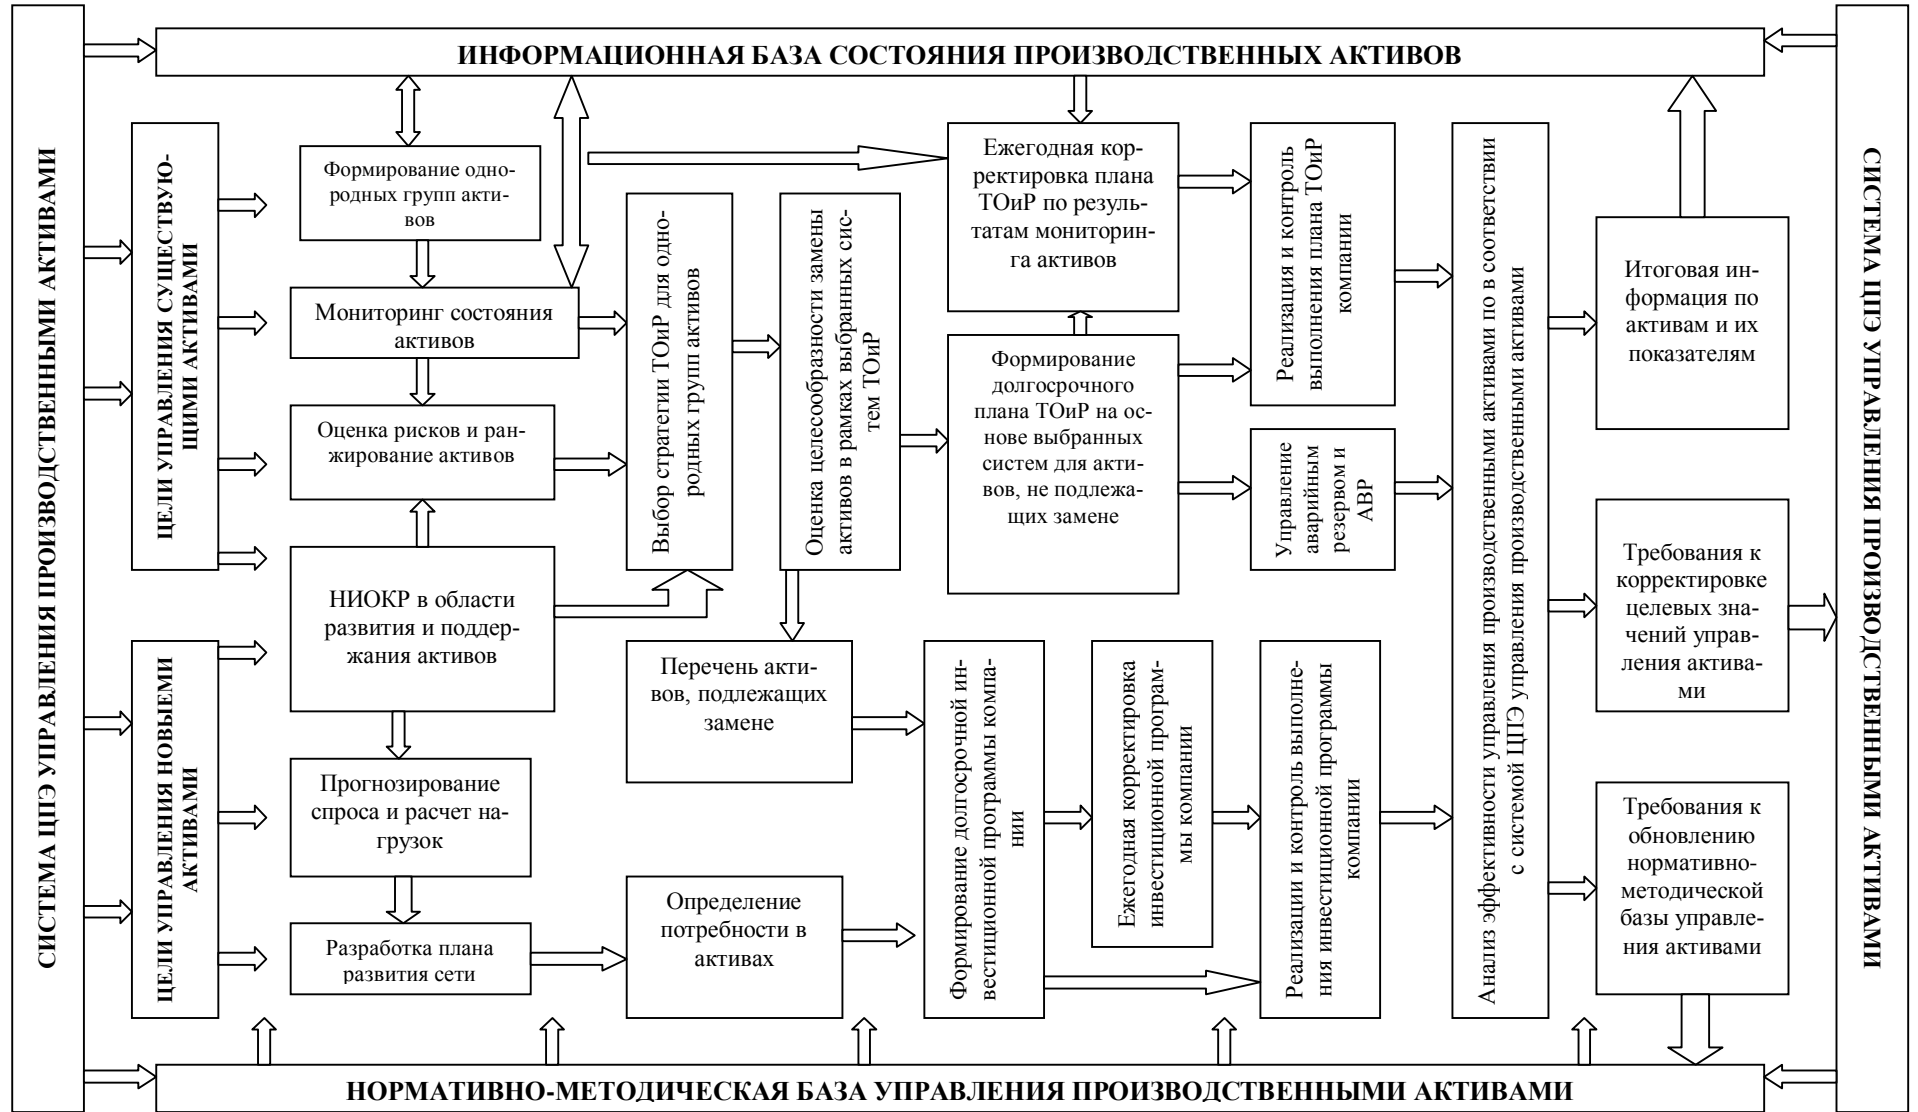 СИСТЕМА ЦПЭ УПРАВЛЕНИЯ ПРОИЗВОДСТВЕННЫМИ АКТИВАМИ
ИНФОРМАЦИОННАЯ БАЗА СОСТОЯНИЯ ПРОИЗВОДСТВЕННЫХ АКТИВОВ
ЦЕЛИ УПРАВЛЕНИЯ СУЩЕСТВУЮ-
ЩИМИ АКТИВАМИ
ЦЕЛИ УПРАВЛЕНИЯ НОВЫЕМИ
АКТИВАМИ
Формирование одно-
родных групп акти-
вов
Мониторинг состояния
активов
Оценка рисков и ран-
жирование активов
НИОКР в области
развития и поддер-
жания активов
Прогнозирование
спроса и расчет на-
грузок
Разработка плана
развития сети
Выбор стратегии ТОиР для одно-
родных групп активов
Оценка целесообразности замены
активов в рамках выбранных сис-
тем ТОиР
Перечень акти-
вов, подлежащих
замене
Определение
потребности в
активах
Ежегодная кор-
ректировка плана
ТОиР по резуль-
татам мониторин-
га активов
Формирование
долгосрочного
плана ТОиР на ос-
нове выбранных
систем для акти-
вов, не подлежа-
щих замене
Формирование долгосрочной ин-
вестиционной программы компа-
нии
Ежегодная корректировка
инвестиционной програм-
мы компании
Реализация и контроль
выполнения плана ТОиР
компании
Управление
аварийным
резервом и
АВР
Реализации и контроль выполне-
ния инвестиционной программы
компании
Анализ эффективности управления производственными активами по в соответствии
с системой ЦПЭ управления производственными активами
Итоговая ин-
формация по
активам и их
показателям
Требования к
корректировке
целевых зна-
чений управ-
ления актива-
ми
Требования к
обновлению
нормативно-
методической
базы управле-
ния активами
СИСТЕМА ЦПЭ УПРАВЛЕНИЯ ПРОИЗВОДСТВЕННЫМИ АКТИВАМИ
НОРМАТИВНО-МЕТОДИЧЕСКАЯ БАЗА УПРАВЛЕНИЯ ПРОИЗВОДСТВЕННЫМИ АКТИВАМИ